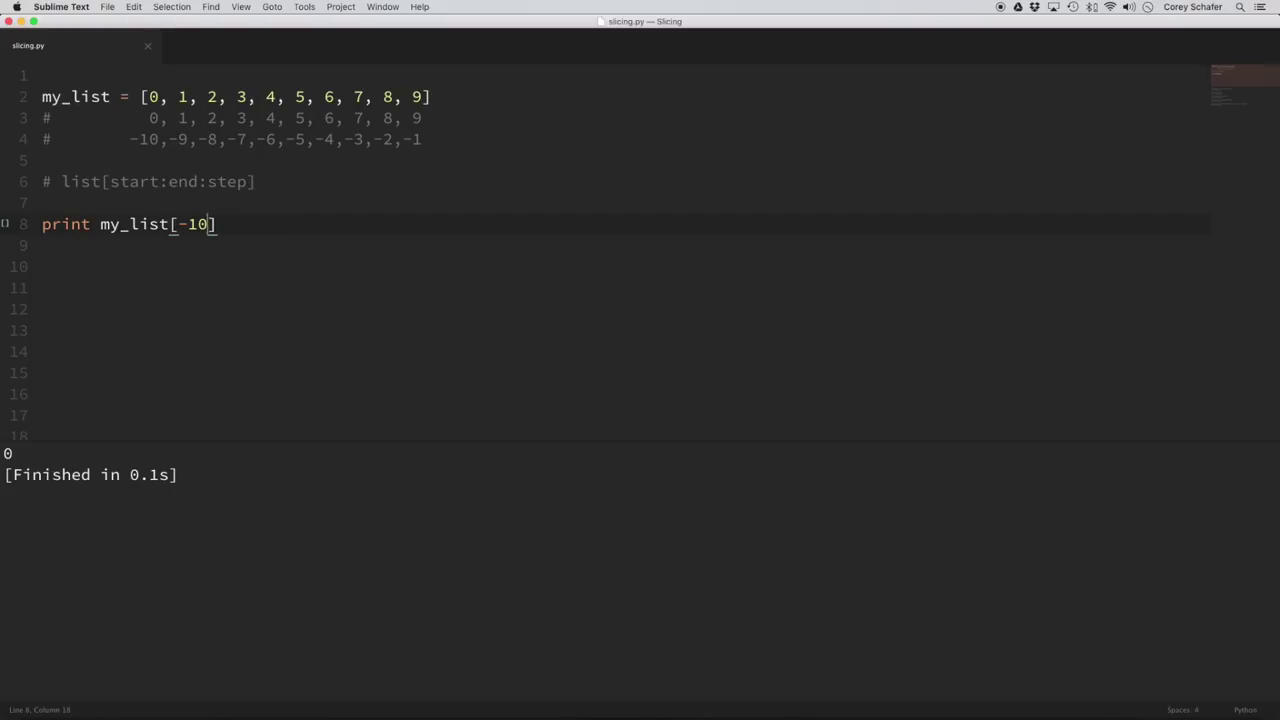 Sublime Text File Edit Selection Find View Goto Tools Project Window Help Corey Schafer
slicing.py — Slicing
slicing.py
1
2 my_list = [0, 1, 2, 3, 4, 5, 6, 7, 8, 9]
3 # 0, 1, 2, 3, 4, 5, 6, 7, 8, 9
4 # -10,-9,-8,-7,-6,-5,-4,-3,-2,-1
5
6 # list[start:end:step]
7
8 print my_list[-10]
9
10
11
12
13
14
15
16
17
18
0
[Finished in 0.1s]
Line 8, Column 18 Spaces: 4 Python